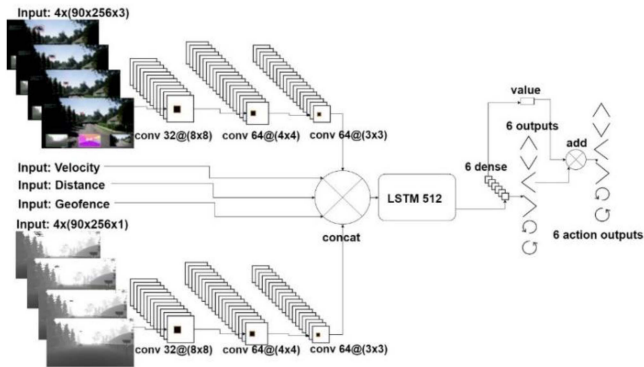 Input: 4x(90x256x3)
conv 32@(8x8) conv 64@(4x4) conv 64@(3x3)
Input: Velocity
Input: Distance
Input: Geofence
Input: 4x(90x256x1)
concat
LSTM 512
6 dense
value
6 outputs
add
6 action outputs
conv 32@(8x8) conv 64@(4x4) conv 64@(3x3)